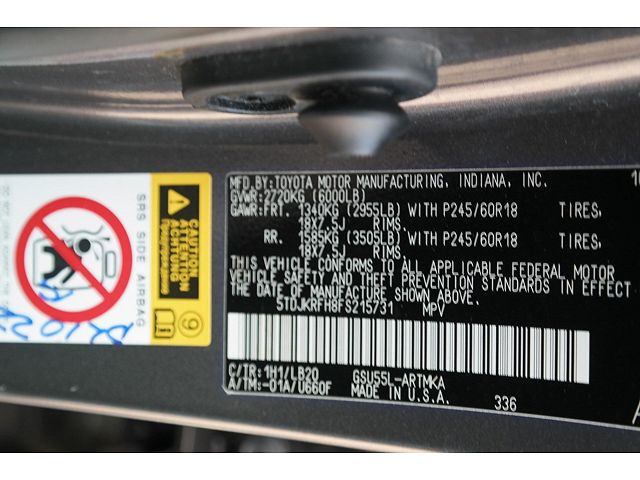 MFD.BY:TOYOTA MOTOR MANUFACTURING, INDIANA, INC. 10
GVWR:2720KG (6000LB)
GAWR:FRT. 1340KG (2955LB) WITH P245/60R18 TIRES,
18X7.5J RIMS.
RR. 1585KG (3505LB) WITH P245/60R18 TIRES,
18X7.5J RIMS.
THIS VEHICLE CONFORMS TO ALL APPLICABLE FEDERAL MOTOR
VEHICLE SAFETY AND THEFT PREVENTION STANDARDS IN EFFECT
DATE OF MANUFACTURE SHOWN ABOVE.
5TDJKRFH8FS215731 MPV
C/TR:1H1/LB20 GSU55L-ARTMKA
A/TM:-01A/U660F MADE IN U.S.A. 336
SRS SIDE AIRBAG
CAUTION
ATTENTION
ACHTUNG
Предупреждение